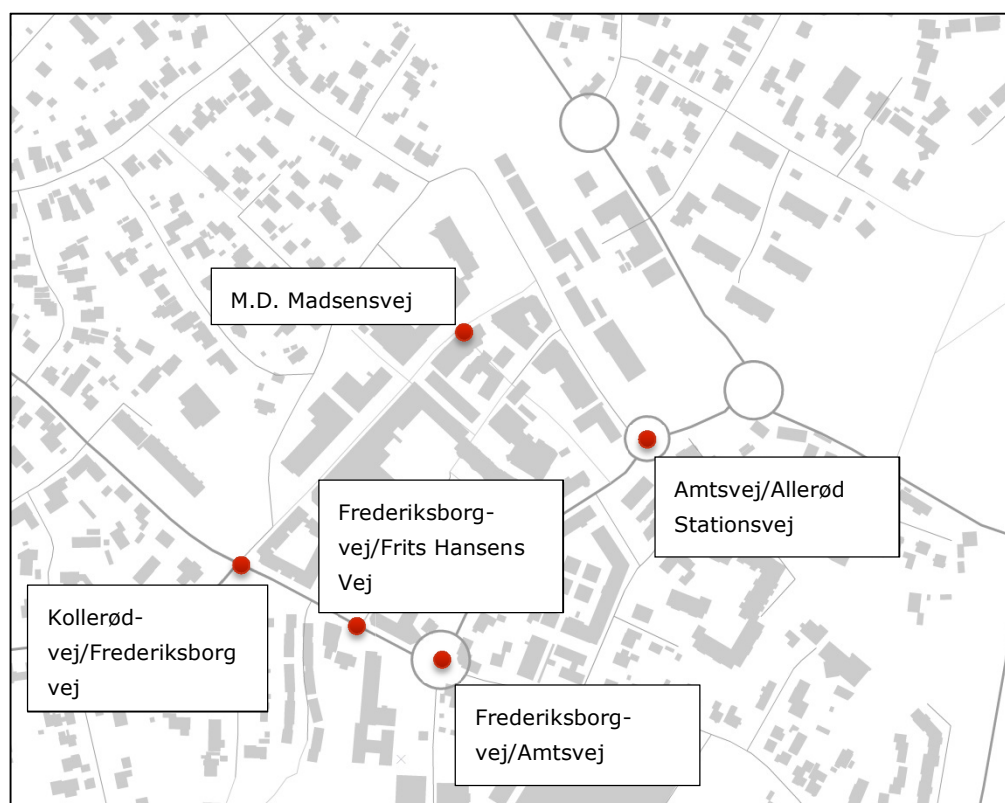 M.D. Madsensvej
Frederiksborg-
vej/Frits Hansens
Vej
Amtsvej/Allerød
Stationsvej
Kollerød-
vej/Frederiksborg
vej
Frederiksborg-
vej/Amtsvej